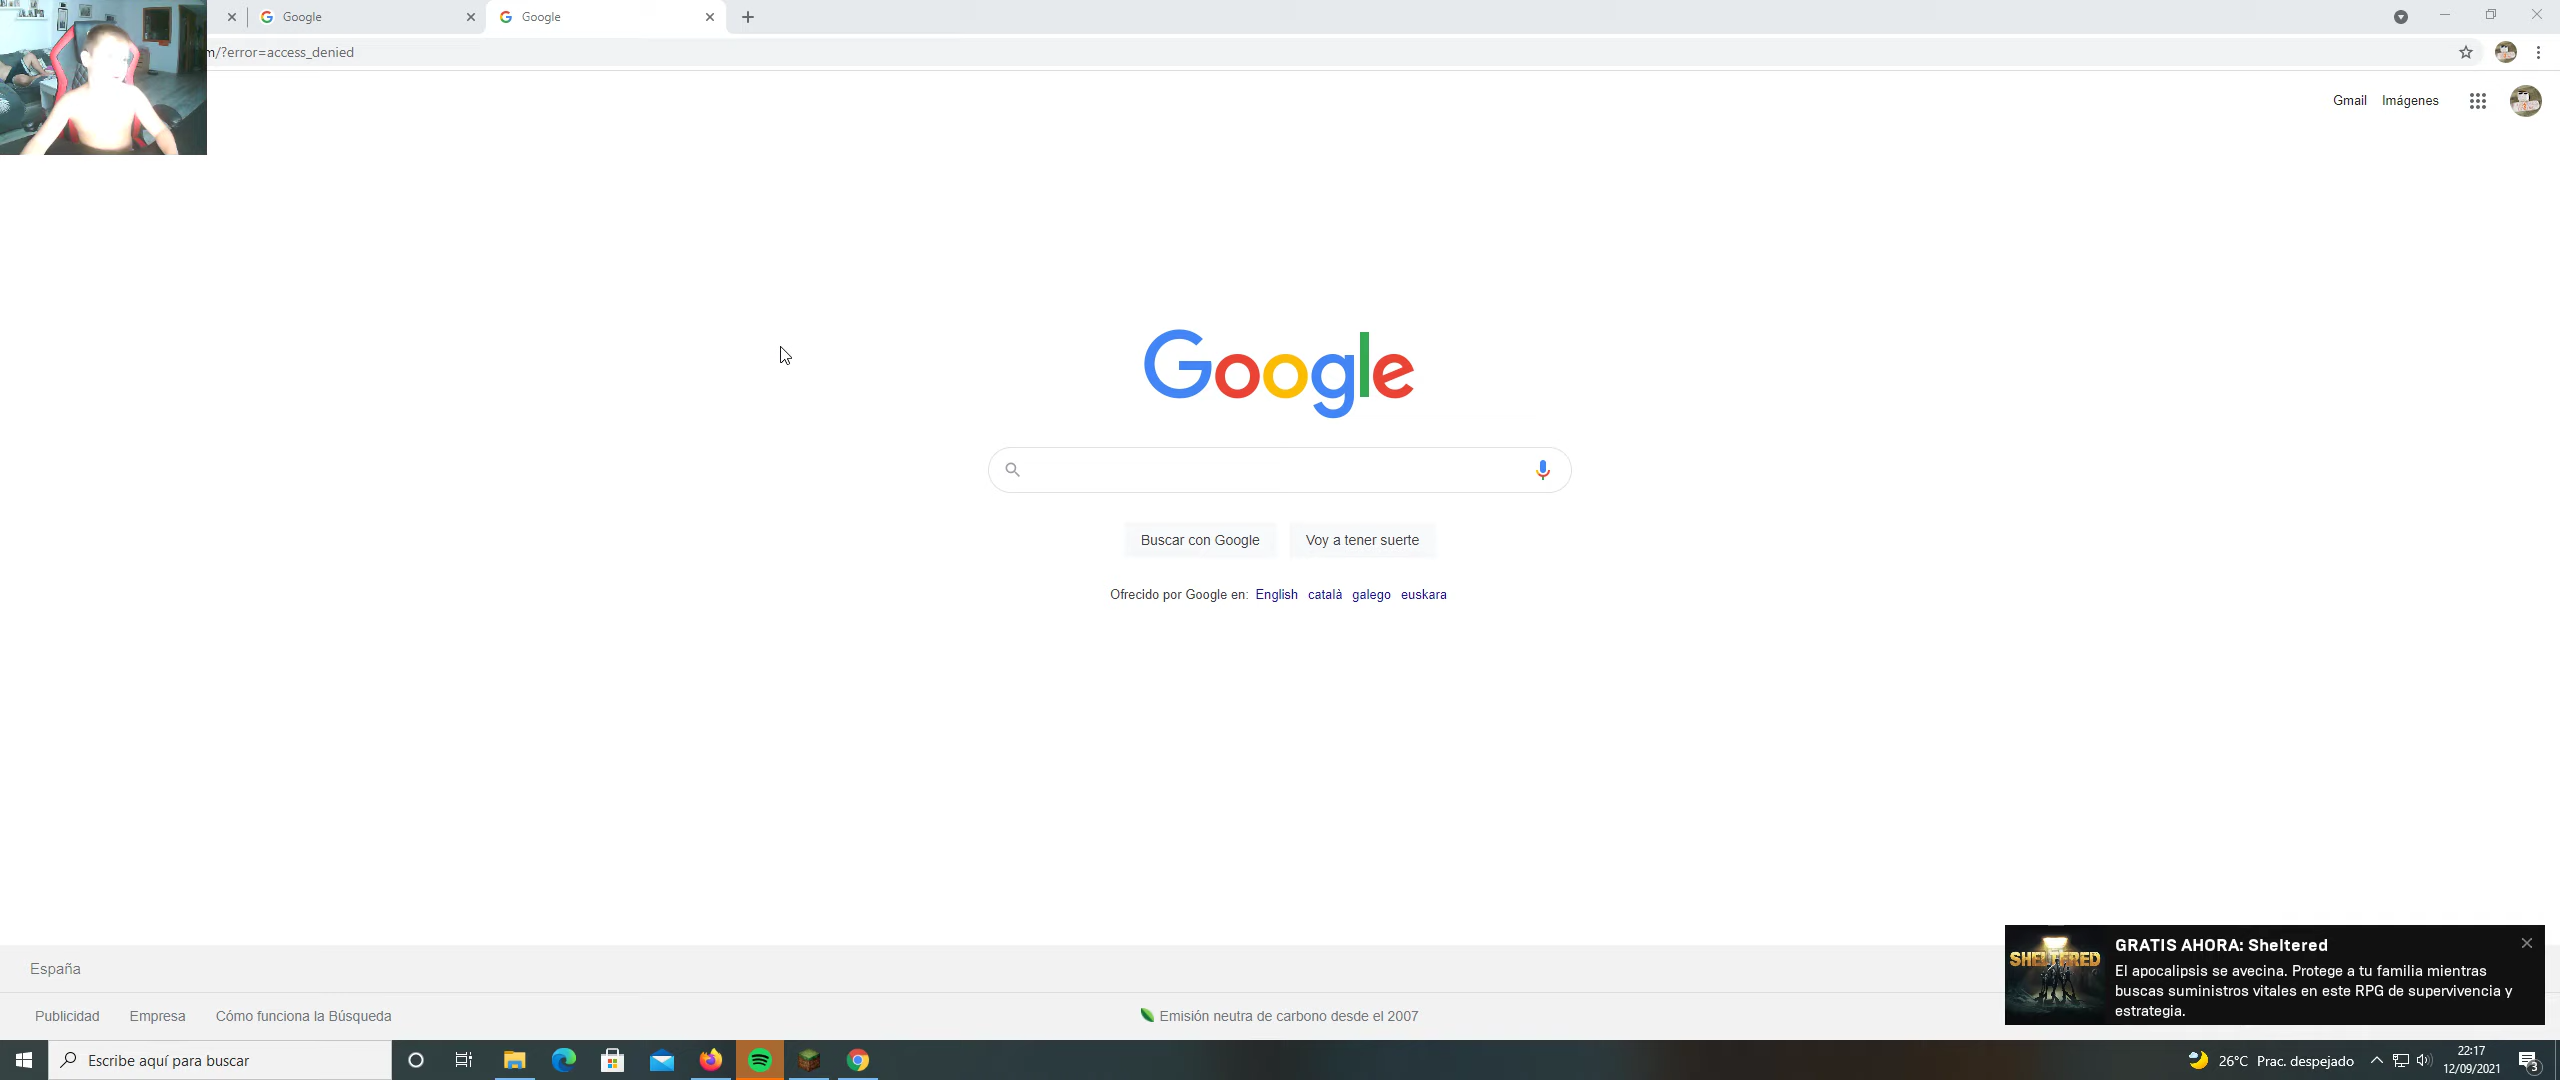 Google
Google
m/?error=access_denied
Gmail
Imágenes
Google
Buscar con Google
Voy a tener suerte
Ofrecido por Google en: English català galego euskara
España
Publicidad
Empresa
Cómo funciona la Búsqueda
Emisión neutra de carbono desde el 2007
SHELTERED
GRATIS AHORA: Sheltered
El apocalipsis se avecina. Protege a tu familia mientras
buscas suministros vitales en este RPG de supervivencia y
estrategia.
Escribe aquí para buscar
26°C Prac. despejado
22:17
12/09/2021
3